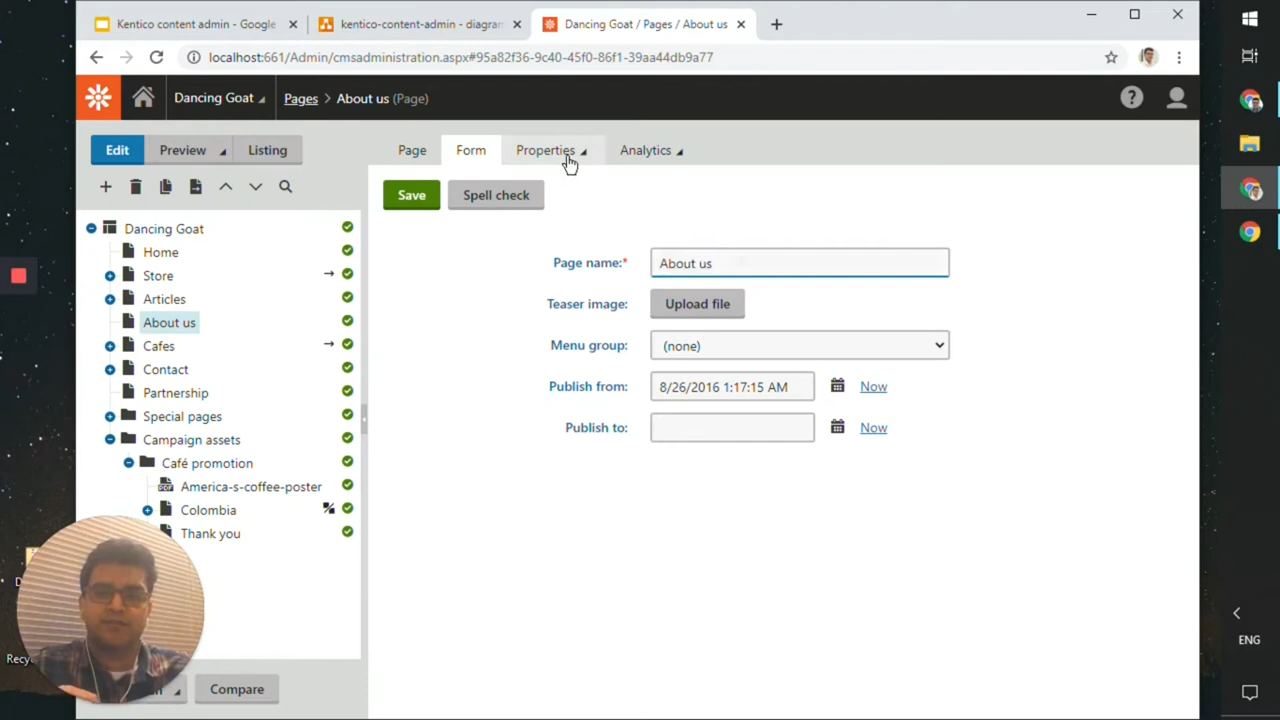 Kentico content admin - Google
kentico-content-admin - diagram
Dancing Goat / Pages / About us
localhost:661/Admin/cmsadministration.aspx#95a82f36-9c40-45f0-86f1-39aa44db9a77
Dancing Goat
Pages > About us (Page)
Edit
Preview
Listing
Page
Form
Properties
Analytics
Save
Spell check
Dancing Goat
Home
Store
Articles
About us
Cafes
Contact
Partnership
Special pages
Campaign assets
Café promotion
America-s-coffee-poster
Colombia
Thank you
Page name:* About us
Teaser image: Upload file
Menu group: (none)
Publish from: 8/26/2016 1:17:15 AM Now
Publish to: Now
Compare
ENG